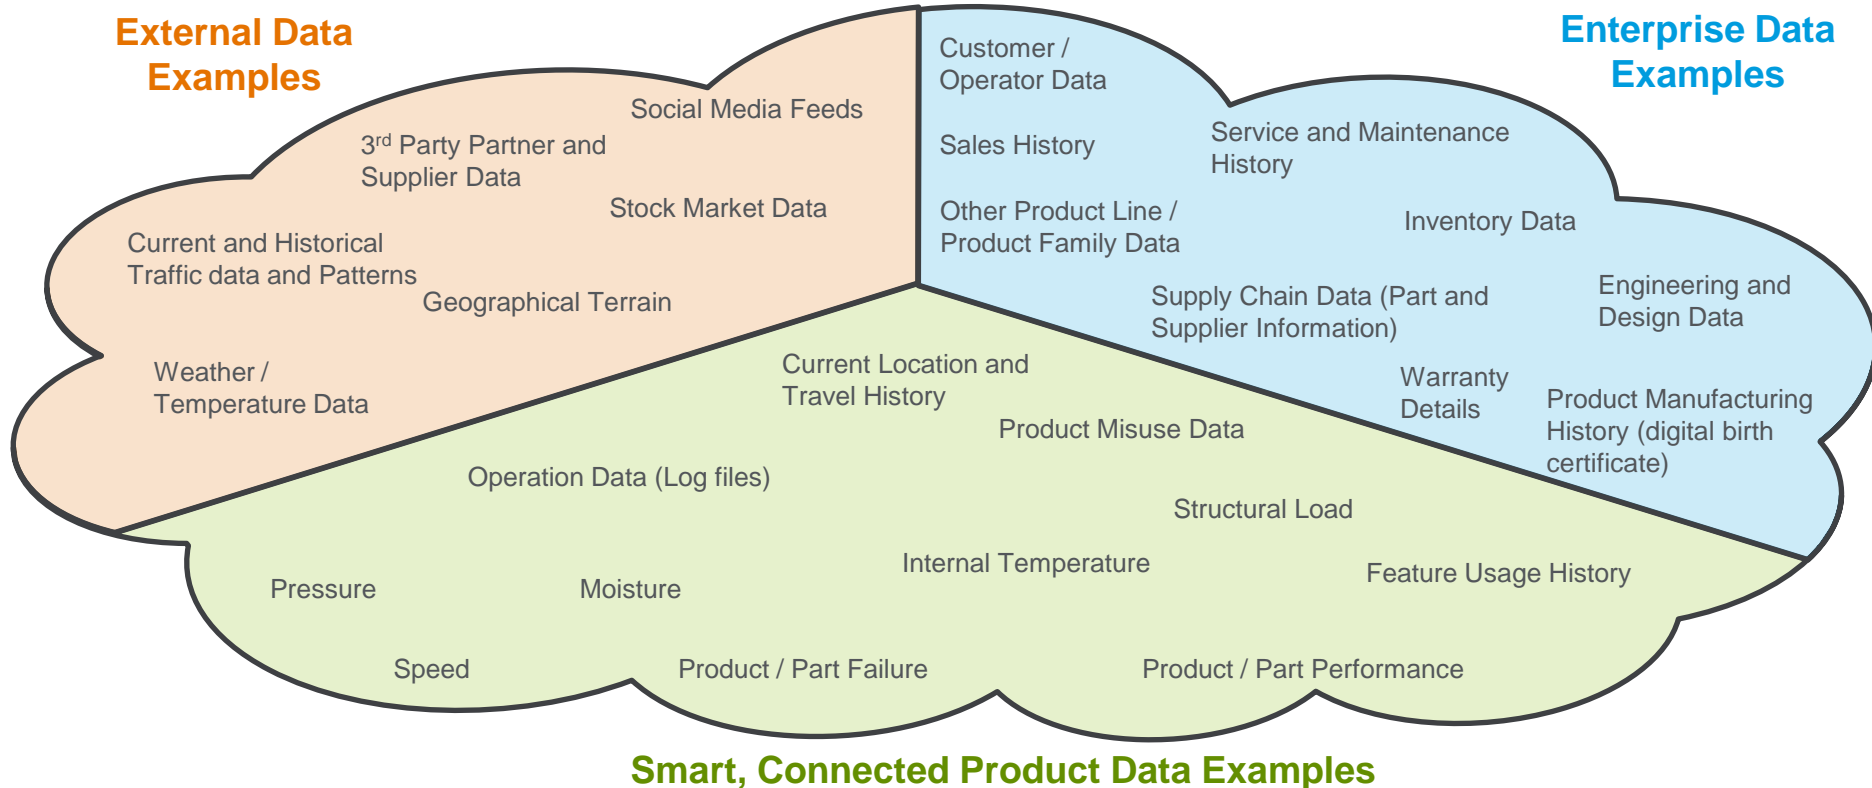 External Data
Examples
Social Media Feeds
3rd Party Partner and
Supplier Data
Stock Market Data
Current and Historical
Traffic data and Patterns
Geographical Terrain
Weather /
Temperature Data
Enterprise Data
Examples
Customer /
Operator Data
Sales History
Service and Maintenance
History
Other Product Line /
Product Family Data
Inventory Data
Supply Chain Data (Part and
Supplier Information)
Engineering and
Design Data
Warranty
Details
Product Manufacturing
History (digital birth
certificate)
Current Location and
Travel History
Product Misuse Data
Operation Data (Log files)
Structural Load
Internal Temperature
Feature Usage History
Pressure
Moisture
Speed
Product / Part Failure
Product / Part Performance
Smart, Connected Product Data Examples